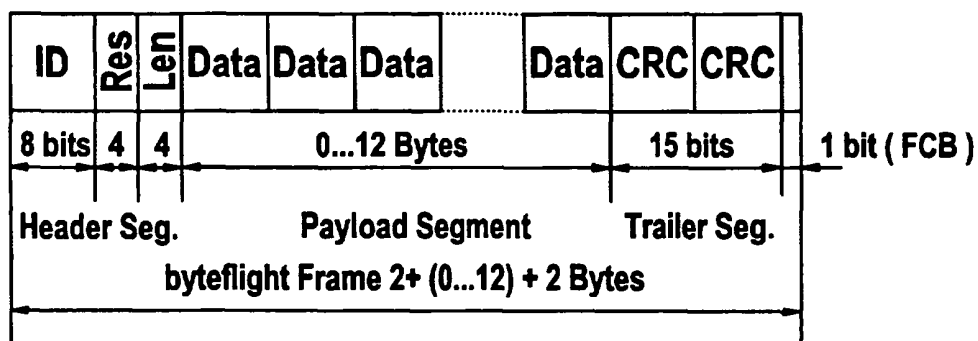 ID Res Len Data Data Data Data CRC CRC
8 bits 4 4 0...12 Bytes 15 bits 1 bit ( FCB )
Header Seg. Payload Segment Trailer Seg.
byteflight Frame 2+ (0...12) + 2 Bytes